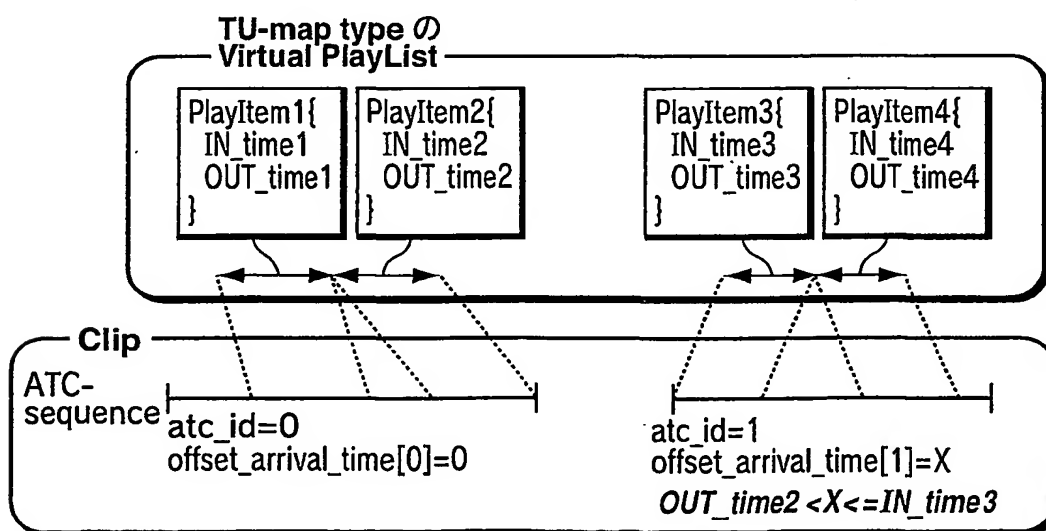 TU-map type の
Virtual PlayList
PlayItem1{
IN_time1
OUT_time1
}
PlayItem2{
IN_time2
OUT_time2
}
PlayItem3{
IN_time3
OUT_time3
}
PlayItem4{
IN_time4
OUT_time4
}
Clip
ATC-
sequence
atc_id=0
offset_arrival_time[0]=0
atc_id=1
offset_arrival_time[1]=X
OUT_time2<X<=IN_time3